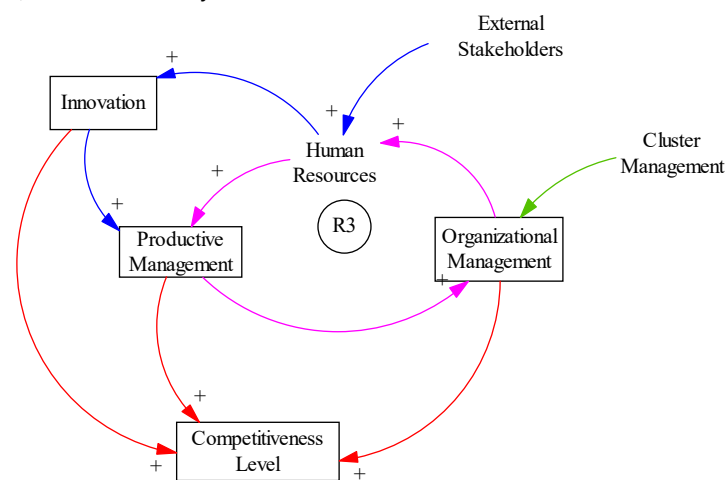 External
Stakeholders
+
Innovation
+
+
Human
Resources
Cluster
Management
+
+
R3
Productive
Management
Organizational
Management
+
+
Competitiveness
Level
+
+